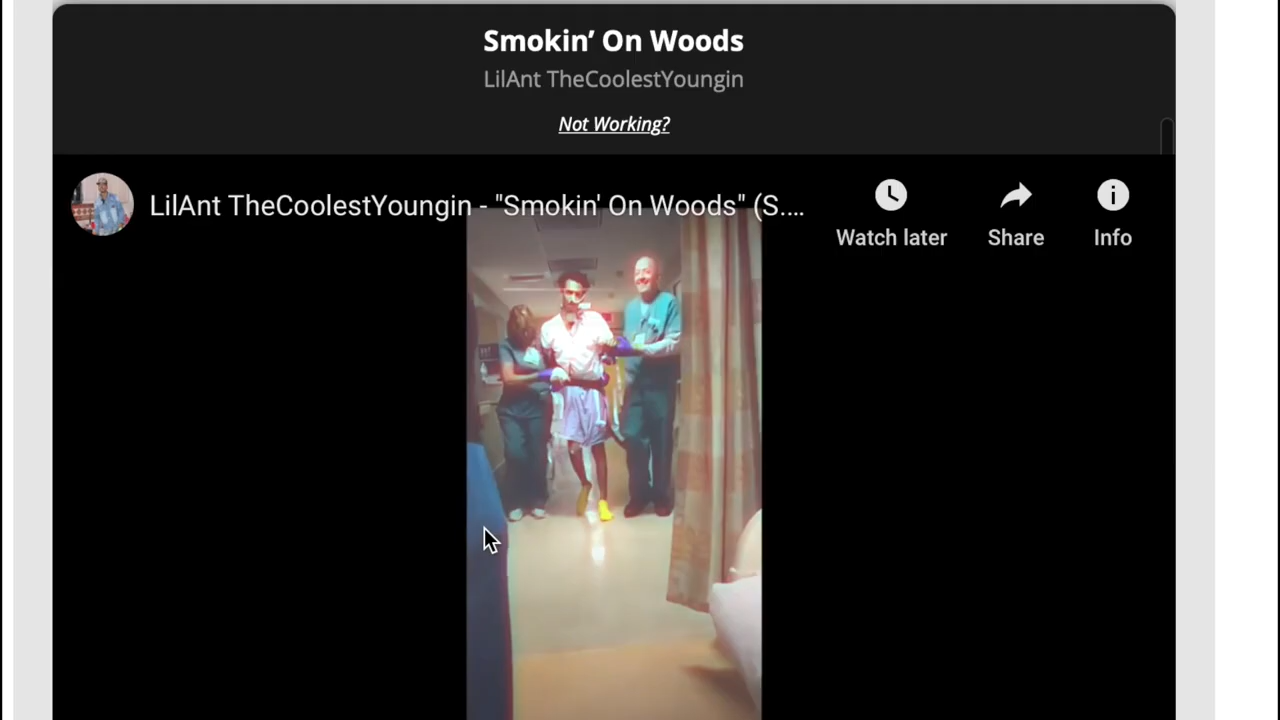 Smokin’ On Woods
LilAnt TheCoolestYoungin
Not Working?
LilAnt TheCoolestYoungin - "Smokin' On Woods" (S....
Watch later
Share
Info